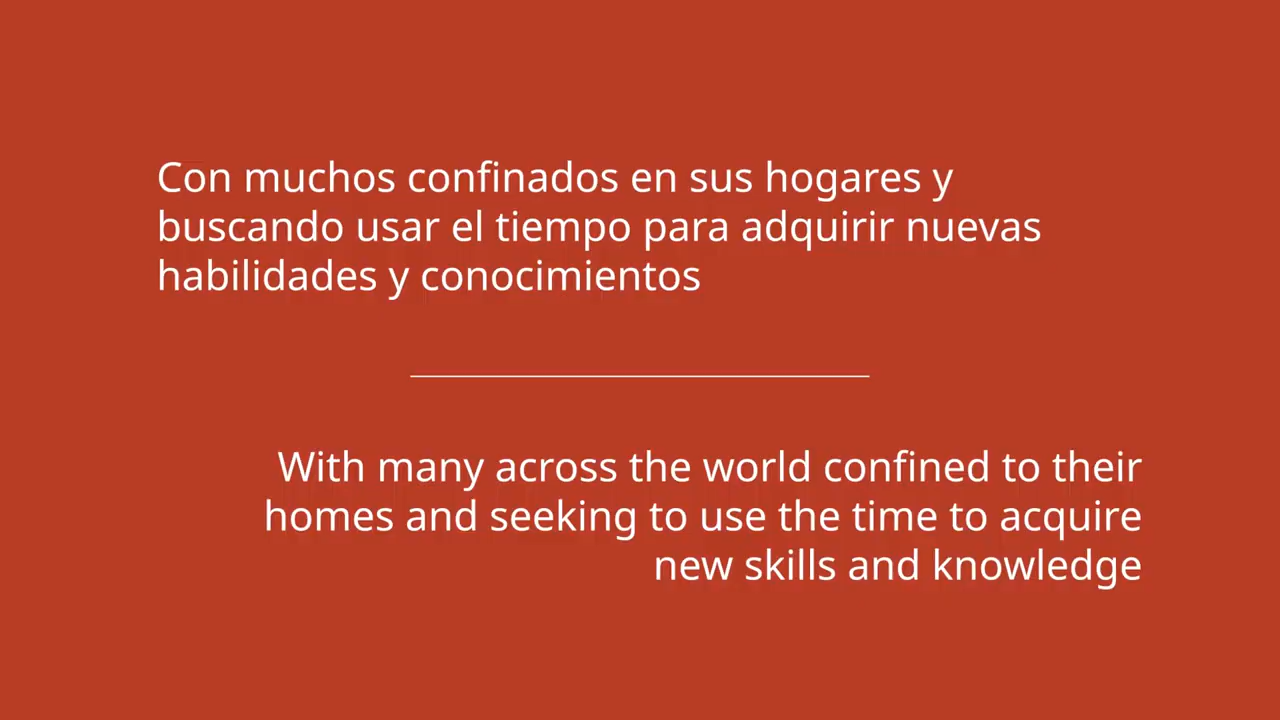 Con muchos confinados en sus hogares y
buscando usar el tiempo para adquirir nuevas
habilidades y conocimientos
With many across the world confined to their
homes and seeking to use the time to acquire
new skills and knowledge